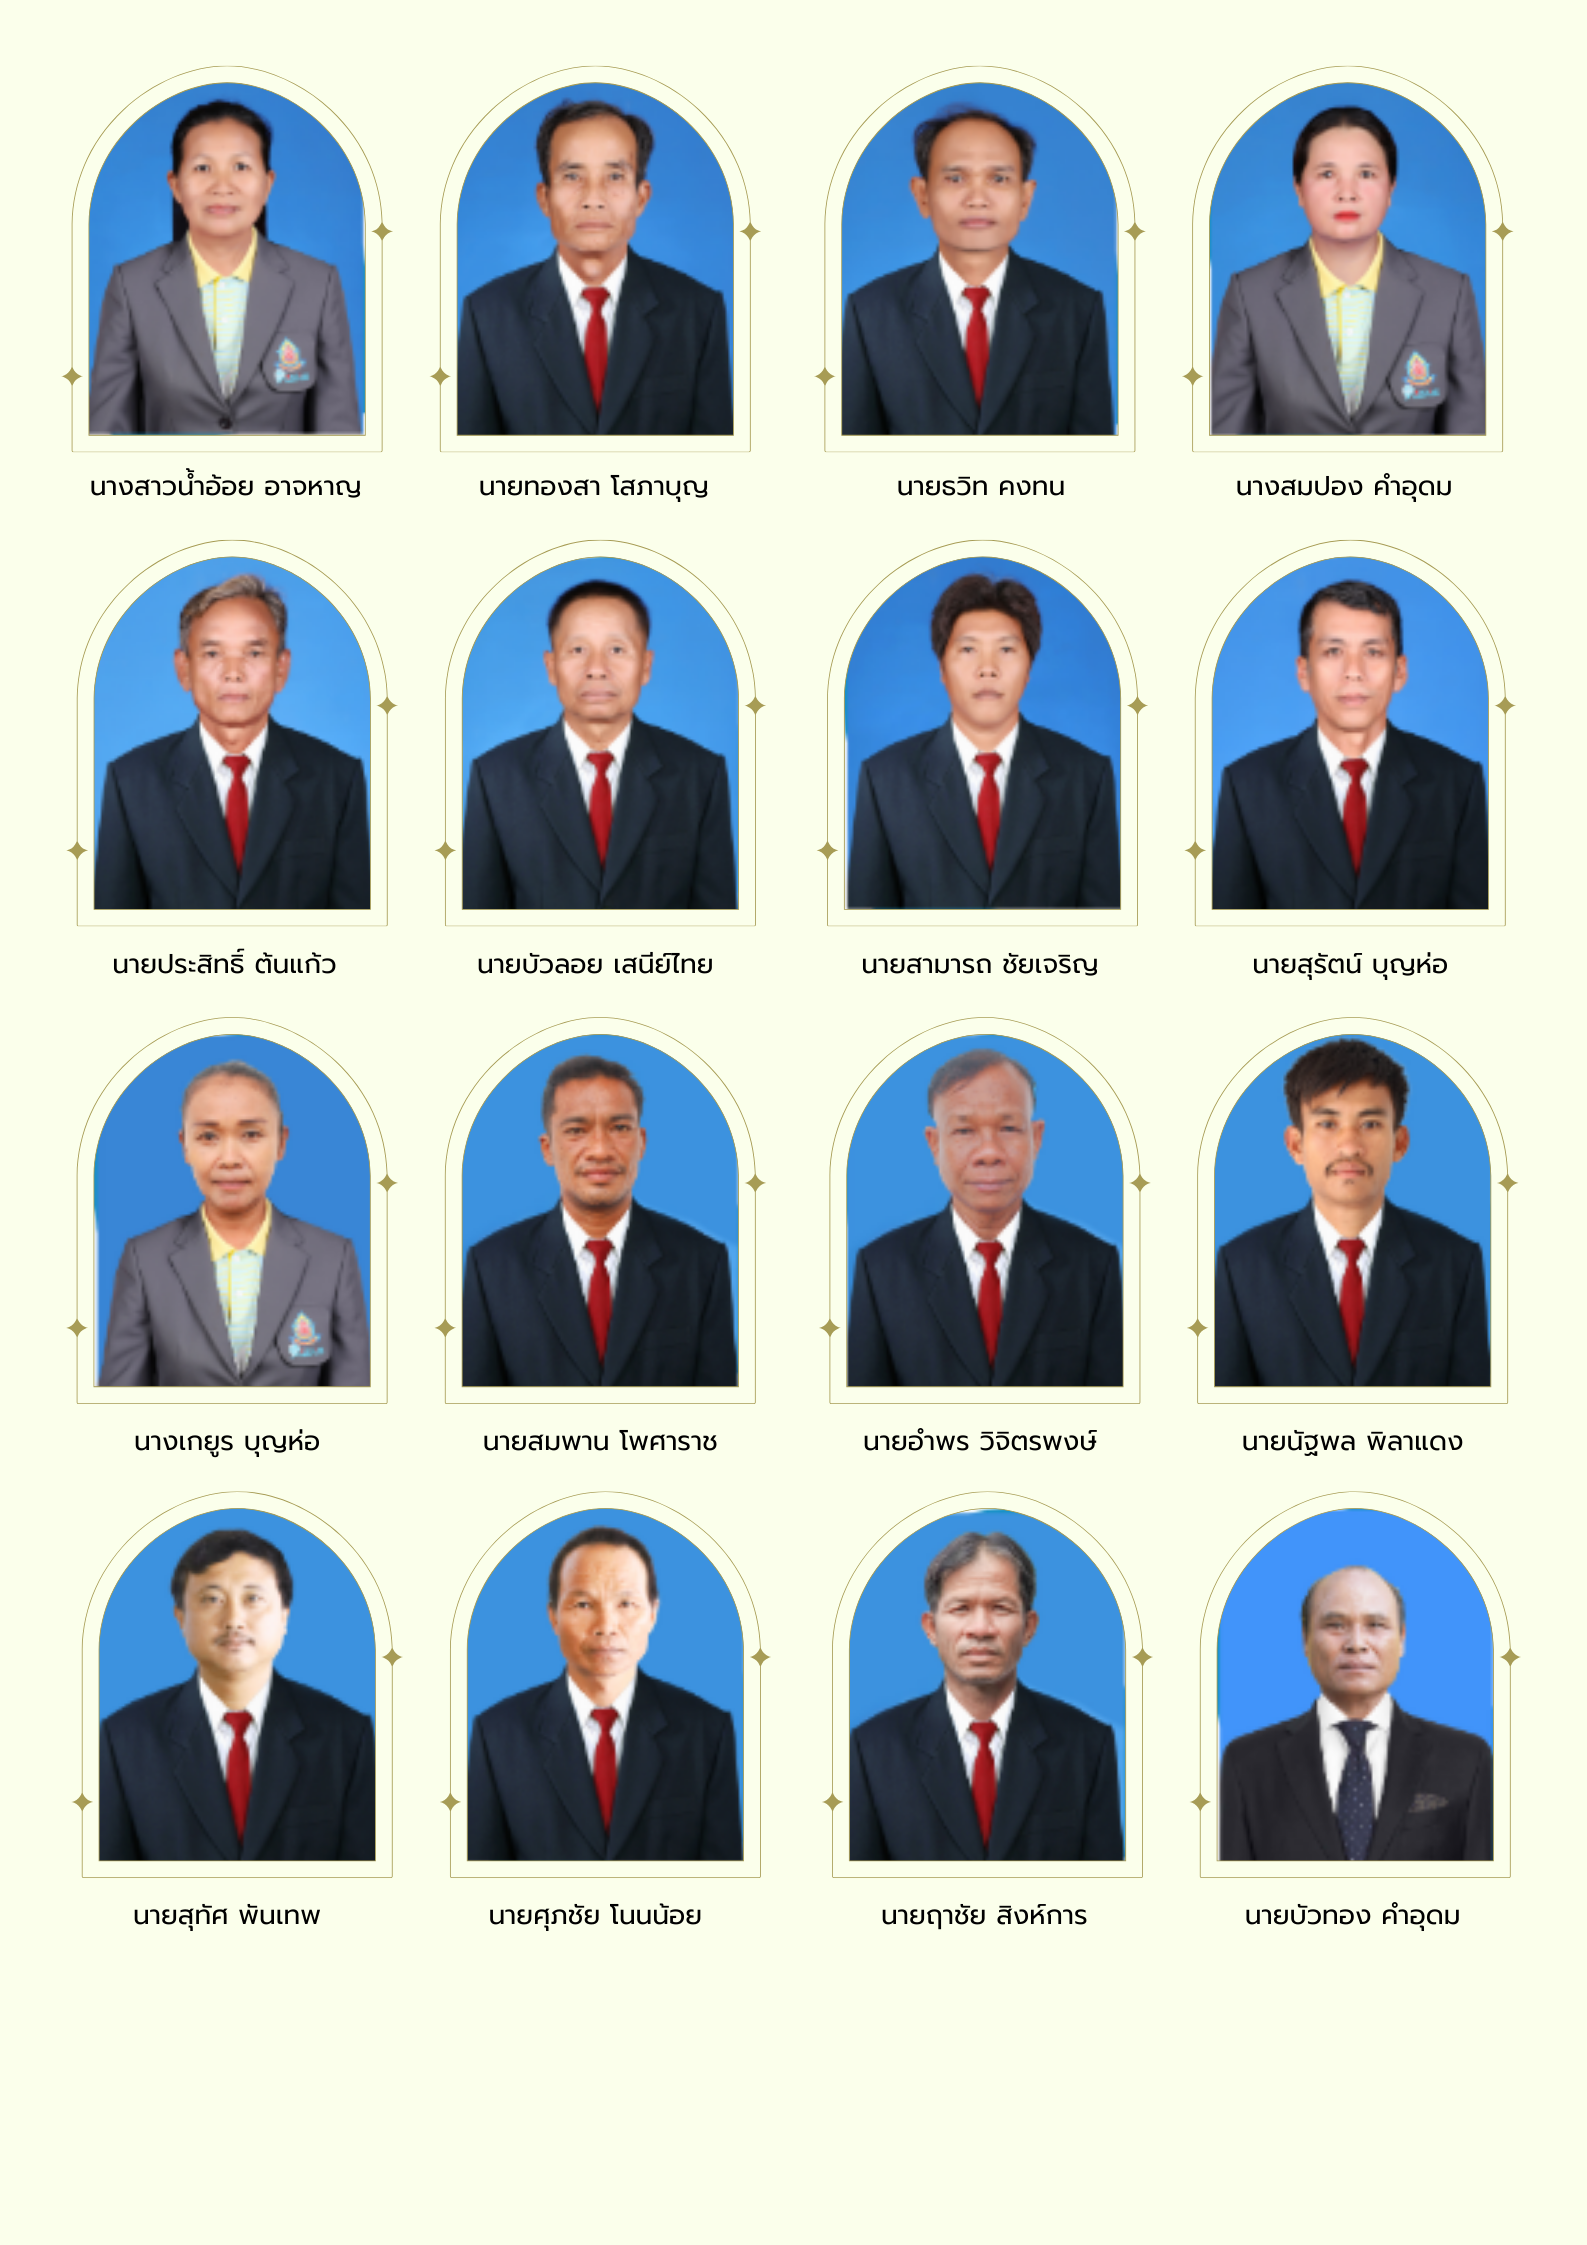 นางสาวน้ำอ้อย อาจหาญ
นายทองสา โสภาบุญ
นายธวิท คงทน
นางสมปอง คำอุดม
นายประสิทธิ์ ต้นแก้ว
นายบัวลอย เสนีย์ไทย
นายสามารถ ชัยเจริญ
นายสุรัตน์ บุญห่อ
นางเกยูร บุญห่อ
นายสมพาน โพศาราช
นายอำพร วิจิตรพงษ์
นายนัฐพล พิลาแดง
นายสุทัศ พันเทพ
นายศุภชัย โนนน้อย
นายฤาชัย สิงห์การ
นายบัวทอง คำอุดม